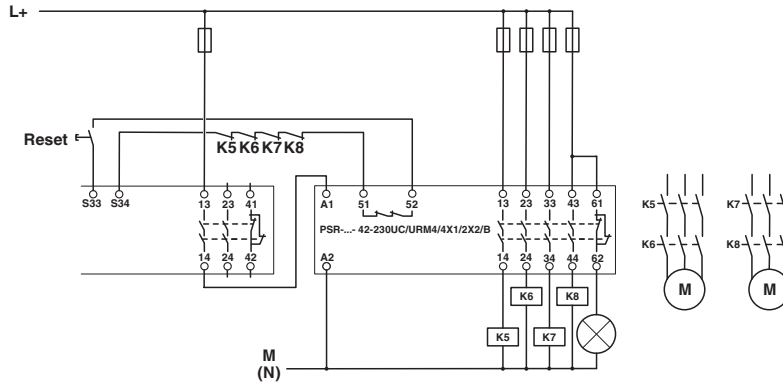 L+
Reset
K5 K6 K7 K8
S33 S34 13 23 41 A1 51 52 13 23 33 43 61
PSR-...- 42-230UC/URM4/4X1/2X2/B
14 24 42 A2 14 24 34 44 62
K5 K7
K6 K8
M M
K6 K8
K5 K7
M
(N)